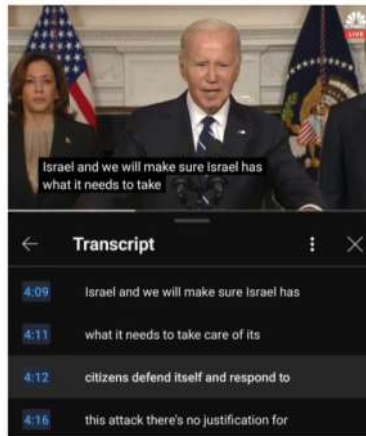 LIVE
Israel and we will make sure Israel has
what it needs to take
Transcript
4:09 Israel and we will make sure Israel has
4:11 what it needs to take care of its
4:12 citizens defend itself and respond to
4:16 this attack there's no justification for